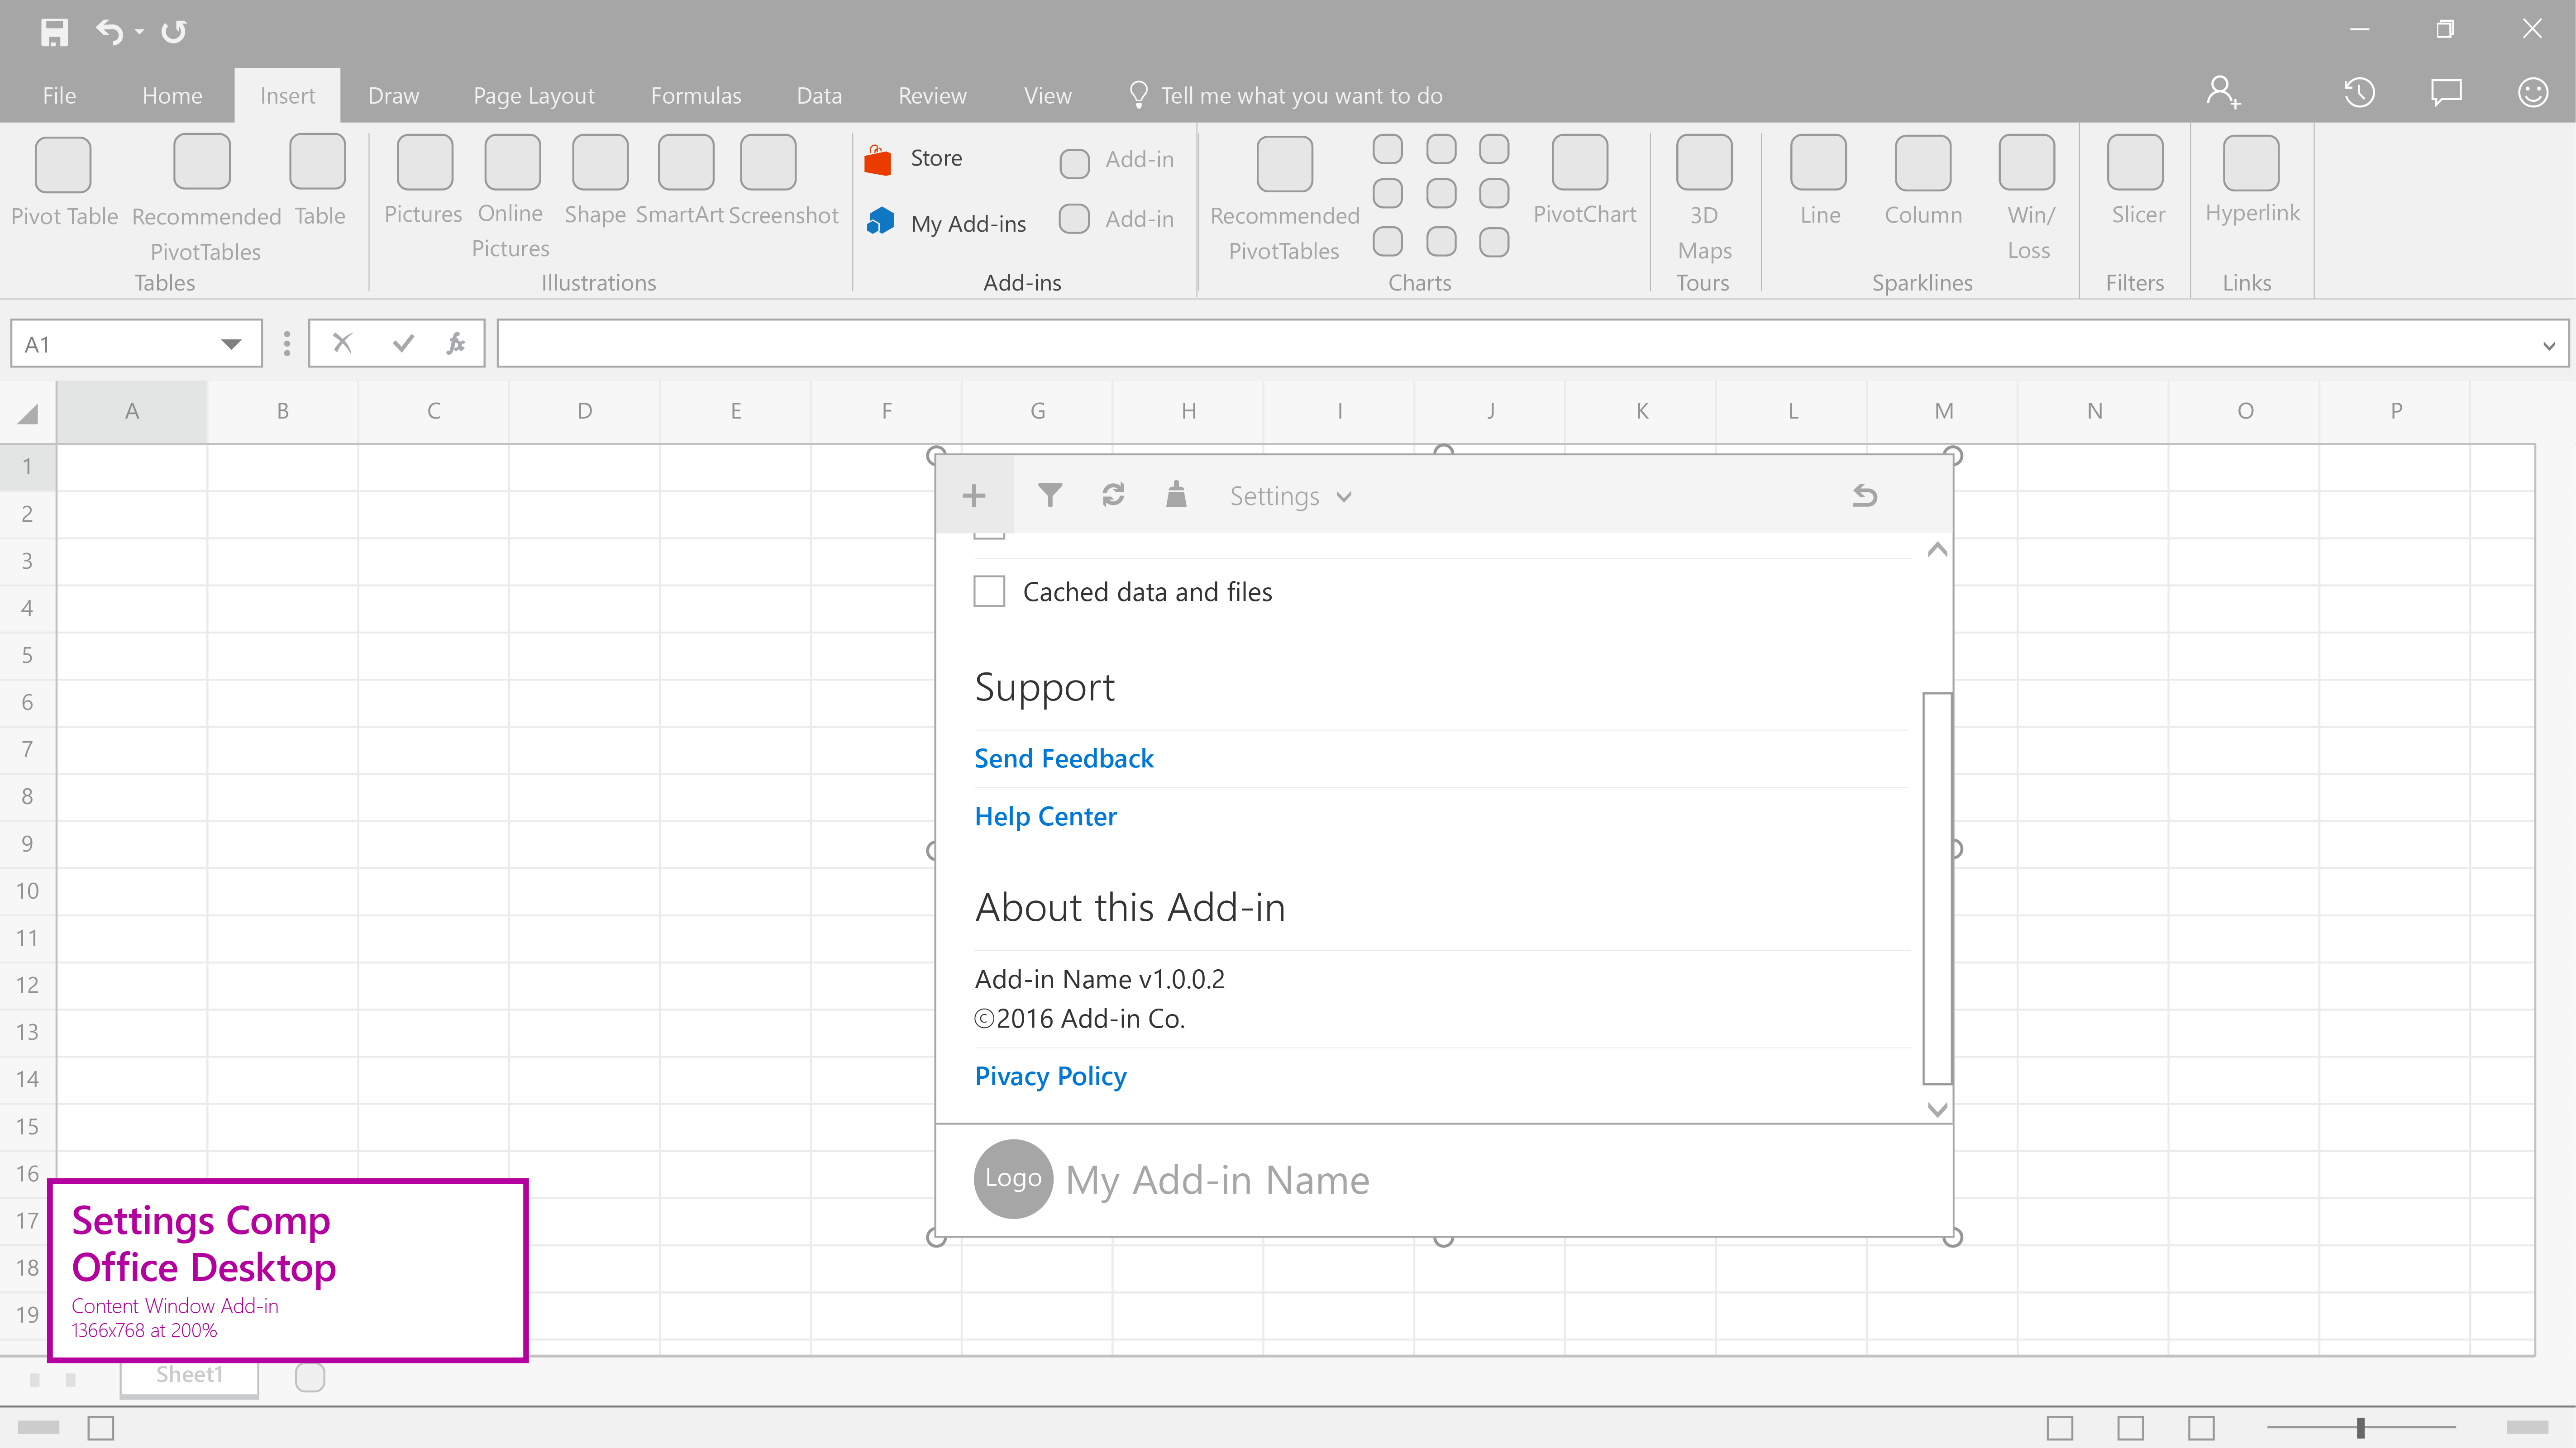 File Home Insert Draw Page Layout Formulas Data Review View Tell me what you want to do
Pivot Table
Recommended
PivotTables
Table
Tables
Pictures
Online
Pictures
Shape
SmartArt
Screenshot
Illustrations
Store
My Add-ins
Add-in
Add-in
Add-ins
Recommended
PivotTables
PivotChart
Charts
3D
Maps
Tours
Line
Column
Win/
Loss
Sparklines
Slicer
Filters
Hyperlink
Links
A1
fx
A B C D E F G H I J K L M N O P
1
2
3
4
5
6
7
8
9
10
11
12
13
14
15
16
17
18
19
Settings
Cached data and files
Support
Send Feedback
Help Center
About this Add-in
Add-in Name v1.0.0.2
©2016 Add-in Co.
Pivacy Policy
Logo
My Add-in Name
Settings Comp
Office Desktop
Content Window Add-in
1366x768 at 200%
Sheet1